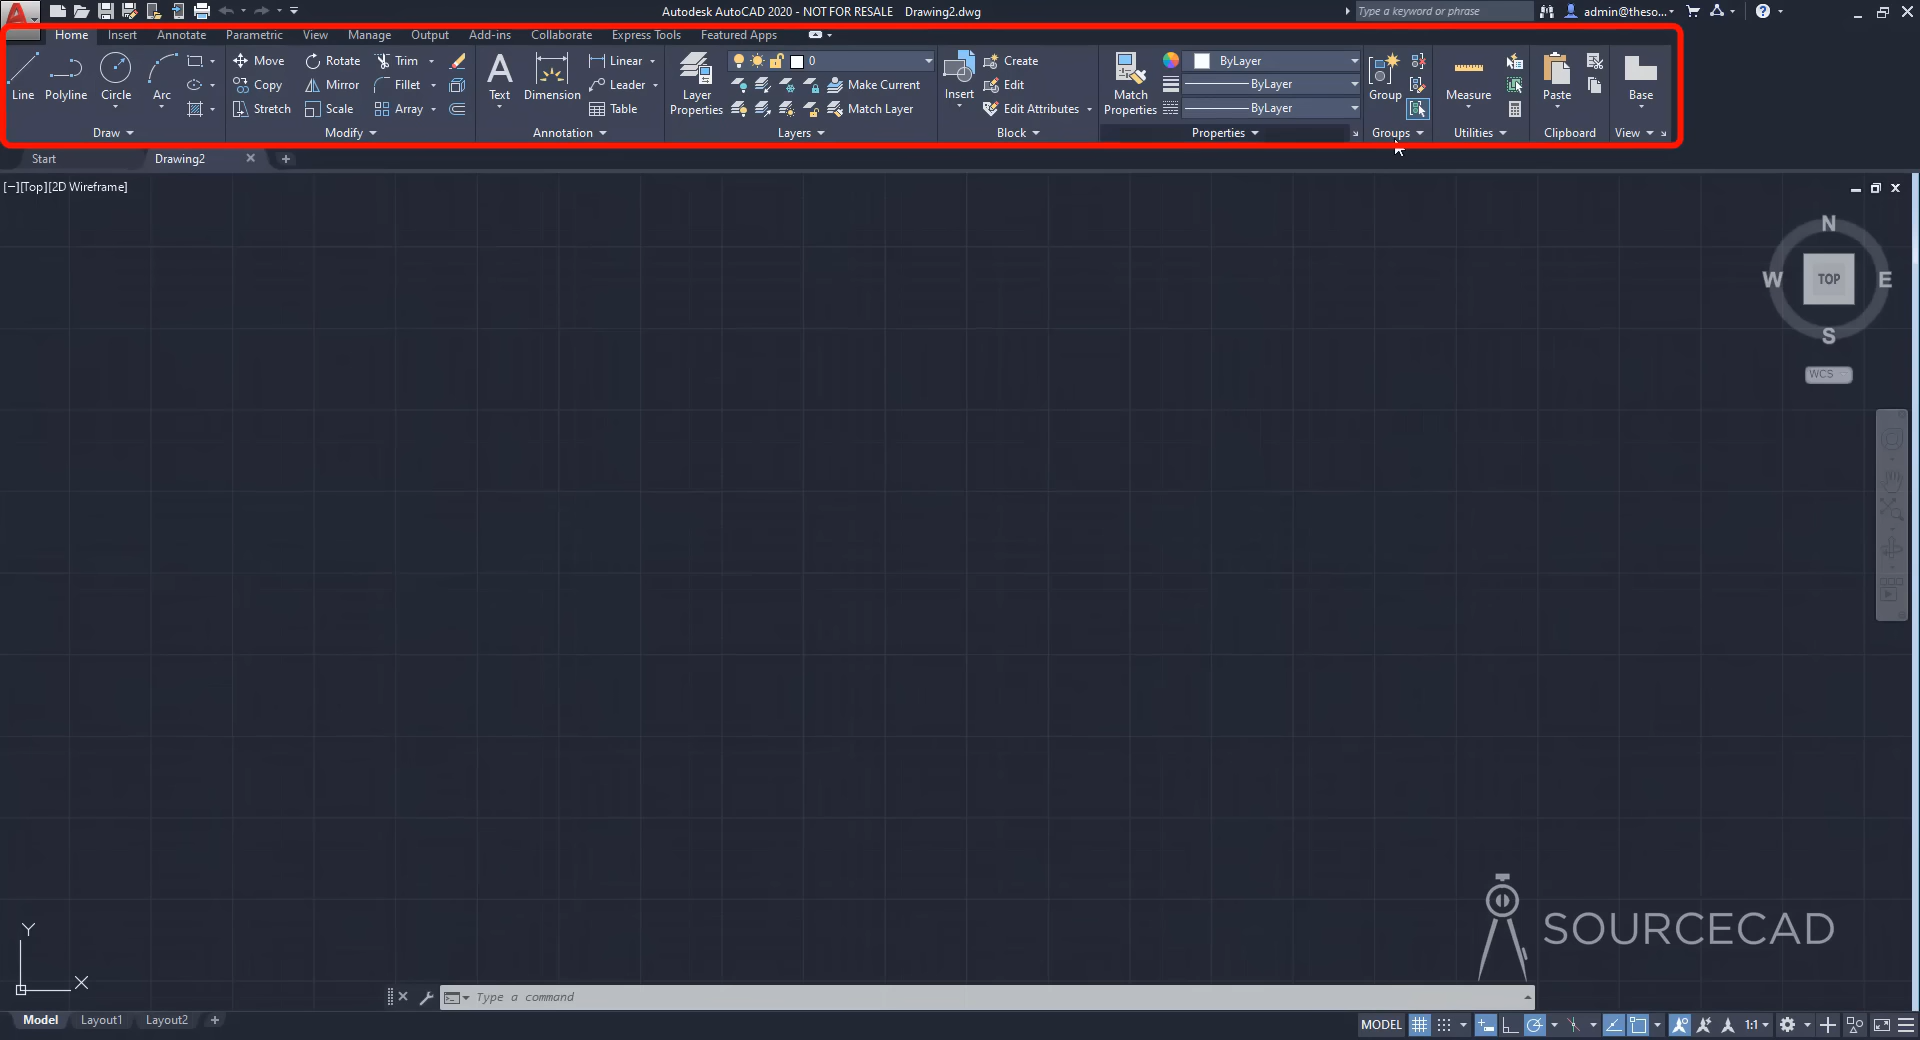 Autodesk AutoCAD 2020 - NOT FOR RESALE Drawing2.dwg
Type a keyword or phrase
admin@theso...
Home Insert Annotate Parametric View Manage Output Add-ins Collaborate Express Tools Featured Apps
Line Polyline Circle Arc
Draw
Move Rotate Trim
Copy Mirror Fillet
Stretch Scale Array
Modify
Text Dimension
Linear
Leader
Table
Annotation
Layer
Properties
0
Make Current
Match Layer
Layers
Insert
Create
Edit
Edit Attributes
Block
Match
Properties
ByLayer
ByLayer
ByLayer
Properties
Group
Groups
Measure
Utilities
Paste
Clipboard
Base
View
Start Drawing2
[−][Top][2D Wireframe]
N
W TOP E
S
WCS
SOURCECAD
Y
X
Type a command
Model Layout1 Layout2
MODEL 1:1